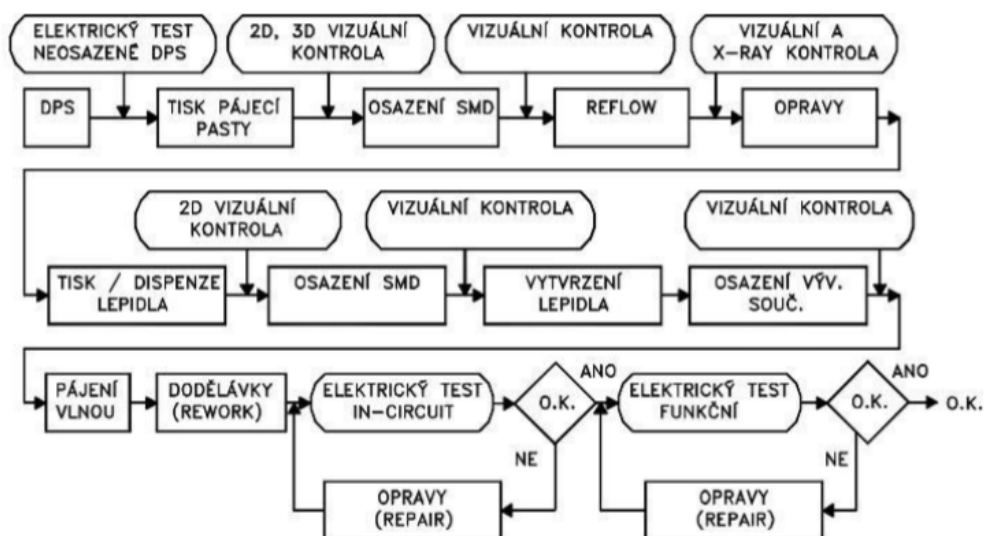 ELEKTRICKÝ TEST
NEOSAZENÉ DPS
2D, 3D VIZUÁLNÍ
KONTROLA
VIZUÁLNÍ KONTROLA
VIZUÁLNÍ A
X-RAY KONTROLA
DPS
TISK PÁJECÍ
PASTY
OSAZENÍ SMD
REFLOW
OPRAVY
2D VIZUÁLNÍ
KONTROLA
VIZUÁLNÍ KONTROLA
VIZUÁLNÍ KONTROLA
TISK / DISPENZE
LEPIDLA
OSAZENÍ SMD
VYTVRZENÍ
LEPIDLA
OSAZENÍ VÝV.
SOUČ.
PÁJENÍ
VLNOU
DODĚLÁVKY
(REWORK)
ELEKTRICKÝ TEST
IN-CIRCUIT
O.K.
ANO
NE
ELEKTRICKÝ TEST
FUNKČNÍ
O.K.
ANO
NE
O.K.
OPRAVY
(REPAIR)
OPRAVY
(REPAIR)